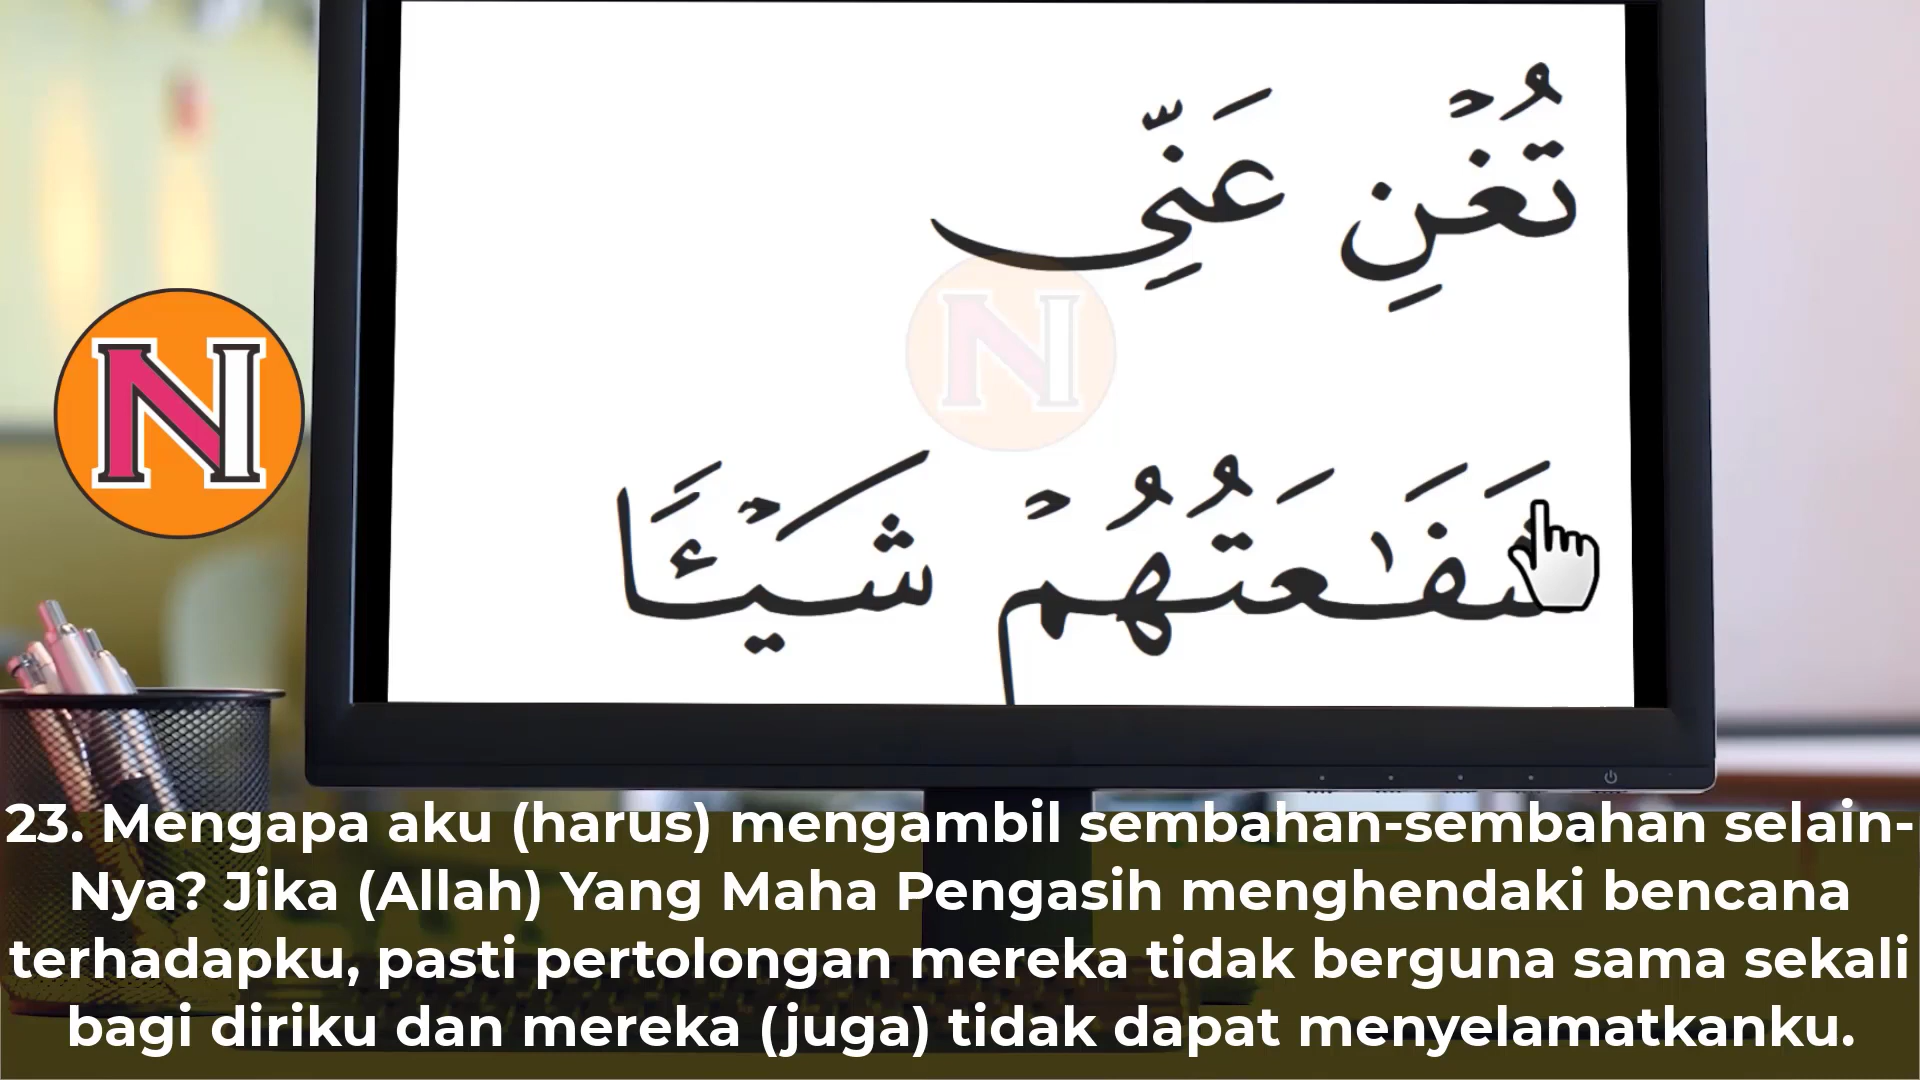 تُغْنِ عَنِّى
شَفَٰعَتُهُمْ شَيْـًٔا
N
N
23. Mengapa aku (harus) mengambil sembahan-sembahan selain-
Nya? Jika (Allah) Yang Maha Pengasih menghendaki bencana
terhadapku, pasti pertolongan mereka tidak berguna sama sekali
bagi diriku dan mereka (juga) tidak dapat menyelamatkanku.